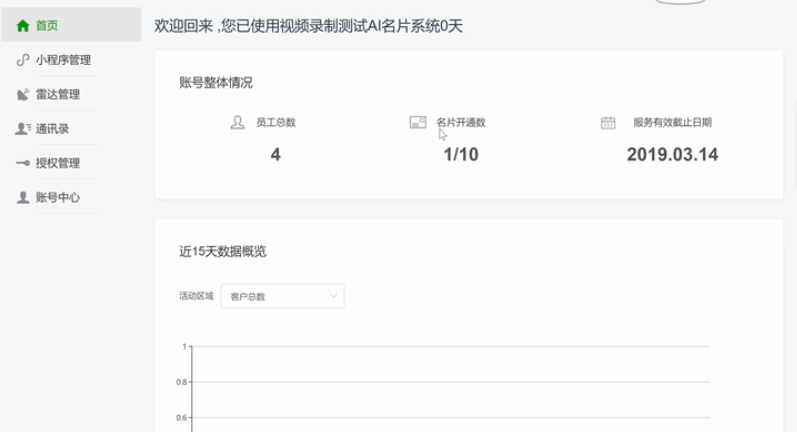 首页
小程序管理
雷达管理
通讯录
授权管理
账号中心
欢迎回来 ,您已使用视频录制测试AI名片系统0天
账号整体情况
员工总数
4
名片开通数
1/10
服务有效截止日期
2019.03.14
近15天数据概览
活动区域
客户总数
1
0.8
0.6